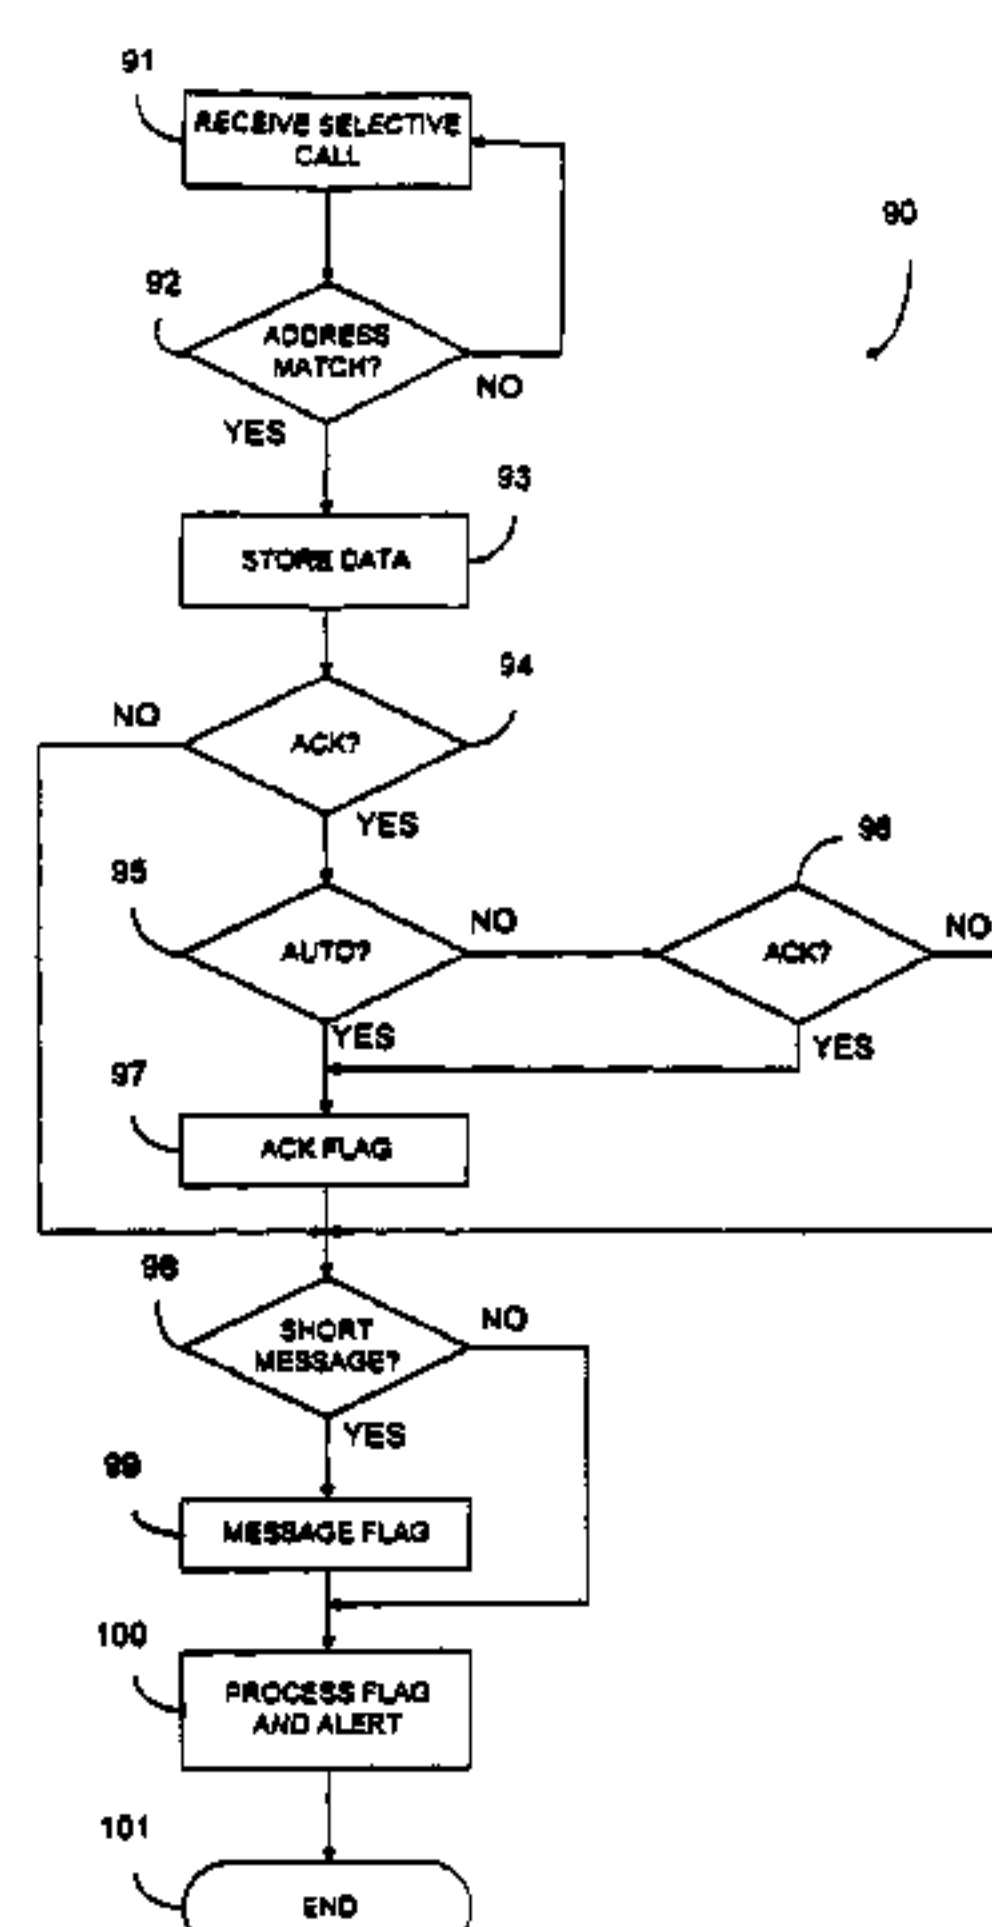 91
RECEIVE SELECTIVE
CALL
90
92
ADDRESS
MATCH?
NO
YES
93
STORE DATA
94
NO
ACK?
YES
95
AUTO?
NO
96
ACK?
NO
YES
YES
97
ACK FLAG
98
SHORT
MESSAGE?
NO
YES
99
MESSAGE FLAG
100
PROCESS FLAG
AND ALERT
101
END